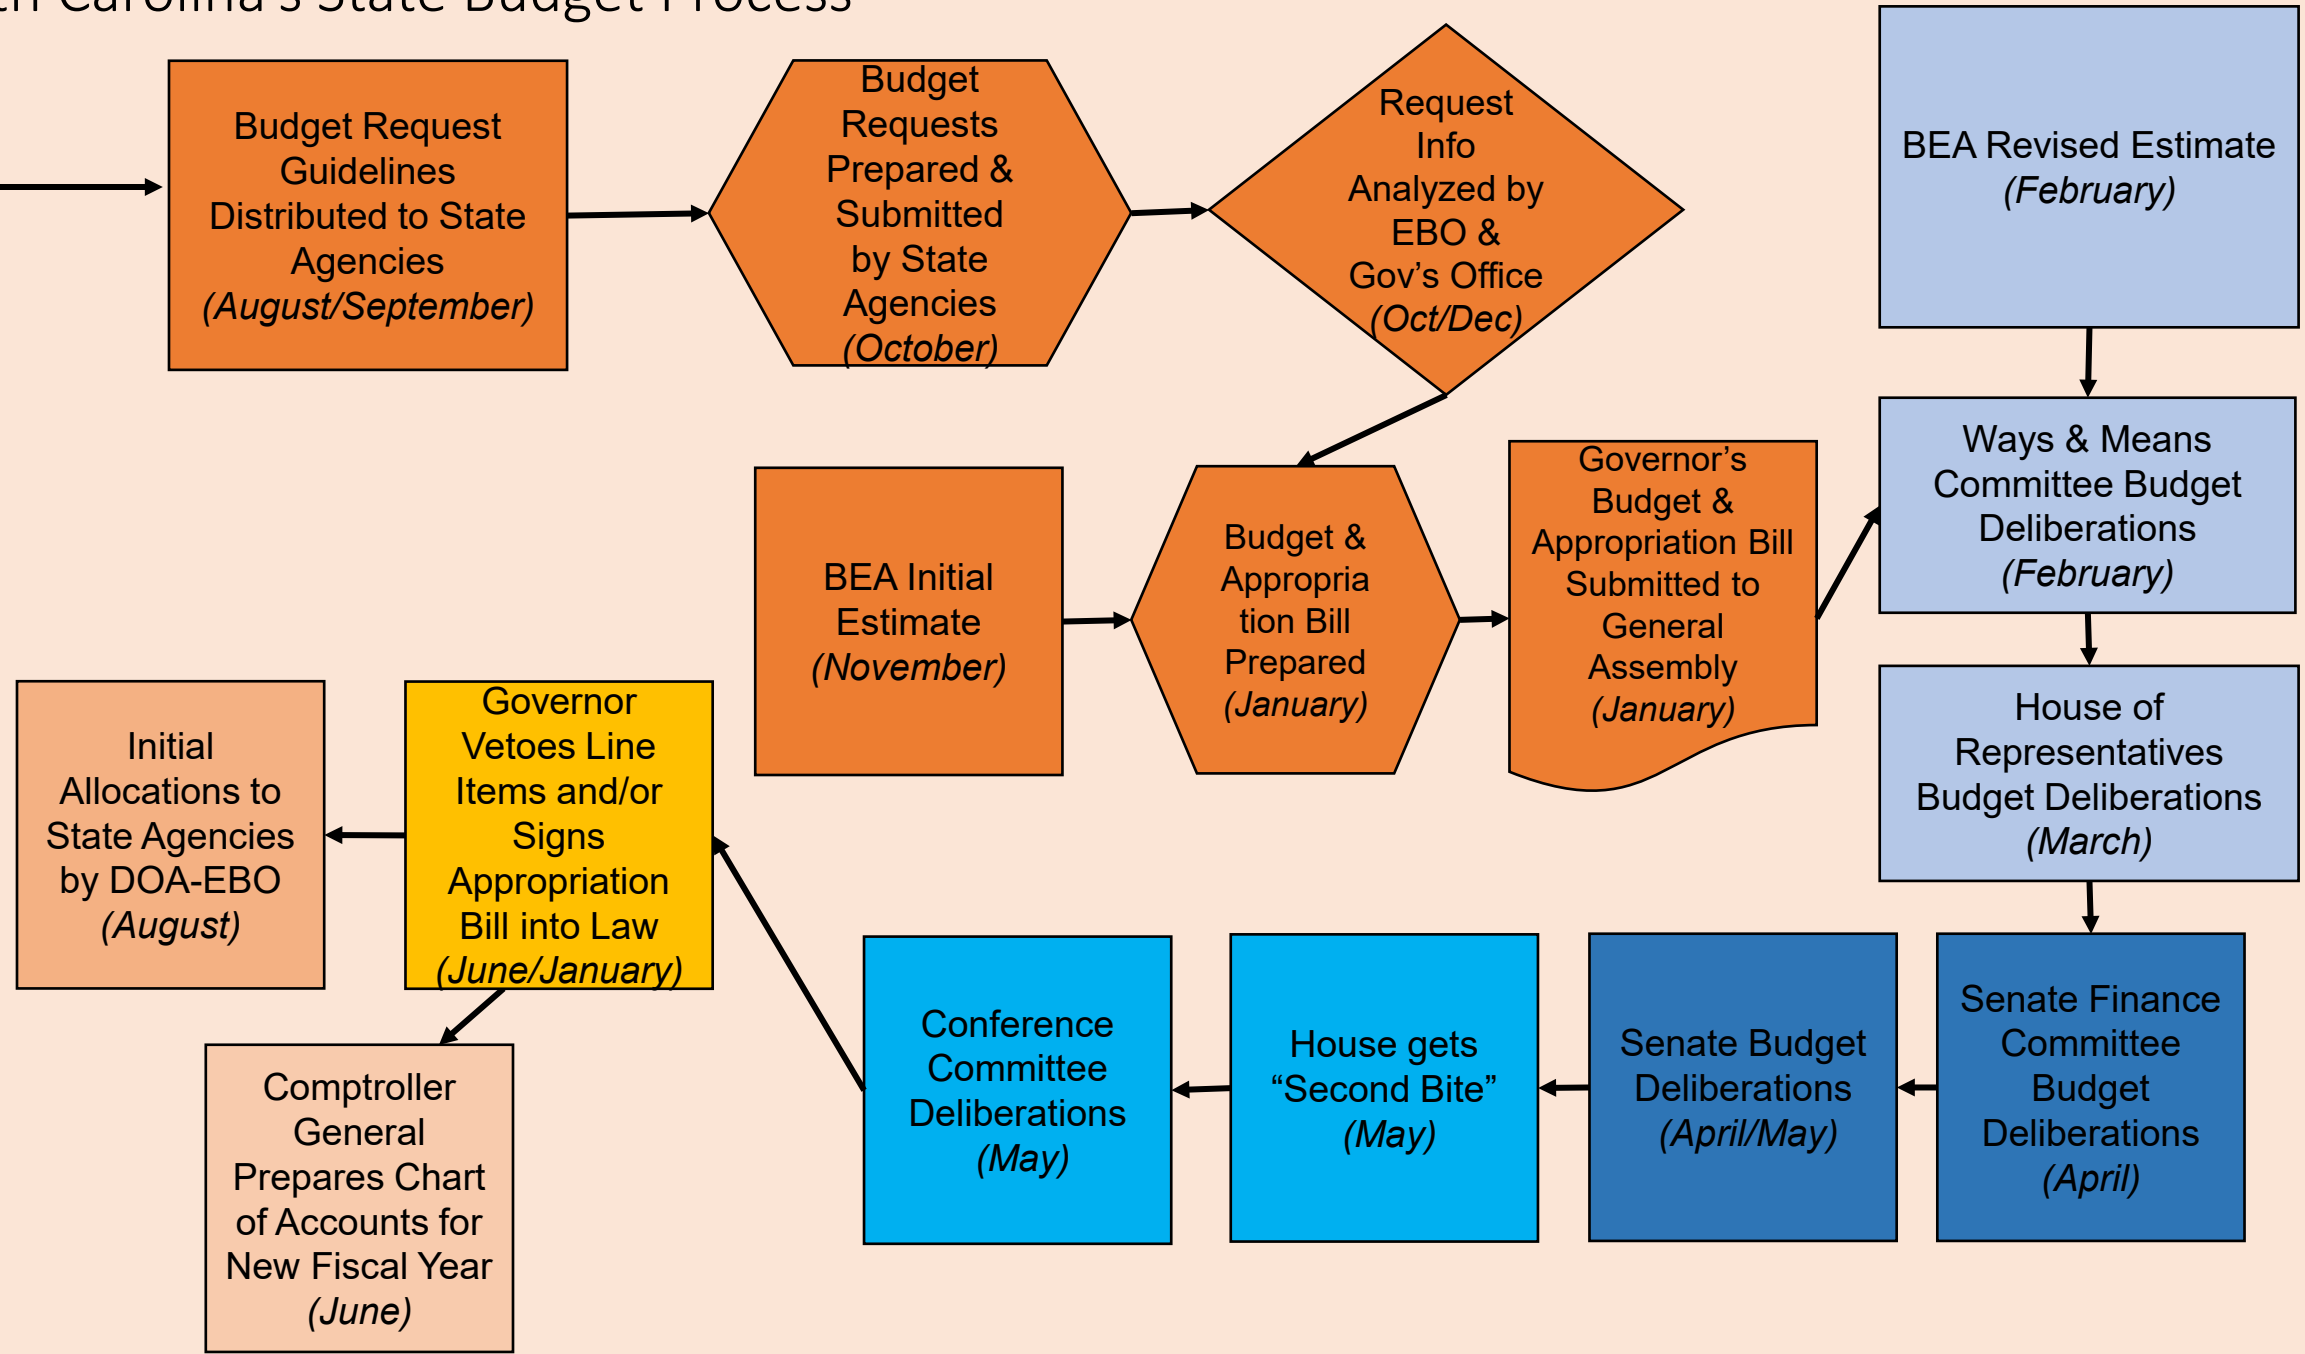 Carolina's State Budget Process
Budget Request
Guidelines
Distributed to State
Agencies
(August/September)
Budget
Requests
Prepared &
Submitted
by State
Agencies
(October)
Request
Info
Analyzed by
EBO &
Gov’s Office
(Oct/Dec)
BEA Revised Estimate
(February)
Ways & Means
Committee Budget
Deliberations
(February)
BEA Initial
Estimate
(November)
Budget &
Appropria
tion Bill
Prepared
(January)
Governor’s
Budget &
Appropriation Bill
Submitted to
General
Assembly
(January)
House of
Representatives
Budget Deliberations
(March)
Initial
Allocations to
State Agencies
by DOA-EBO
(August)
Governor
Vetoes Line
Items and/or
Signs
Appropriation
Bill into Law
(June/January)
Conference
Committee
Deliberations
(May)
House gets
“Second Bite”
(May)
Senate Budget
Deliberations
(April/May)
Senate Finance
Committee
Budget
Deliberations
(April)
Comptroller
General
Prepares Chart
of Accounts for
New Fiscal Year
(June)